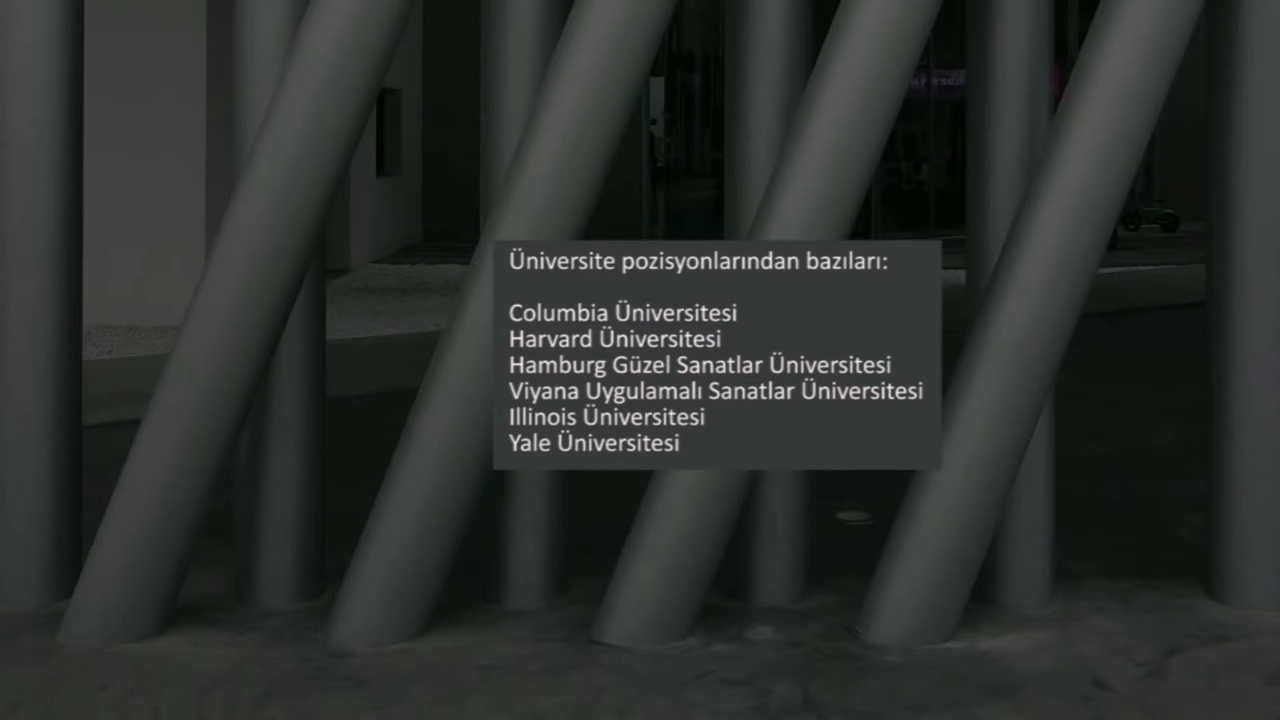 Üniversite pozisyonlarından bazıları:
Columbia Üniversitesi
Harvard Üniversitesi
Hamburg Güzel Sanatlar Üniversitesi
Viyana Uygulamalı Sanatlar Üniversitesi
Illinois Üniversitesi
Yale Üniversitesi